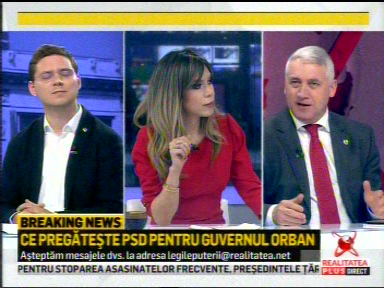 BREAKING NEWS
CE PREGĂTEȘTE PSD PENTRU GUVERNUL ORBAN
Așteptăm mesajele dvs. la adresa legileputerii@realitatea.net
PENTRU STOPAREA ASASINATELOR FRECVENTE, PREȘEDINTELE ȚĂR
REALITATEA
PLUS DIRECT